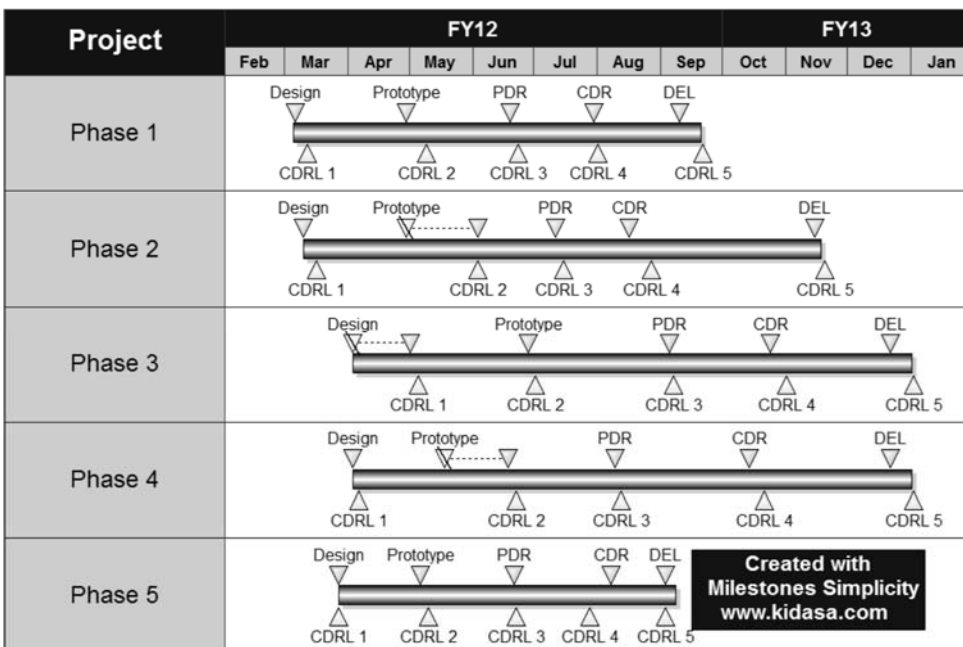 Project
FY12 FY13
Feb Mar Apr May Jun Jul Aug Sep Oct Nov Dec Jan
Design Prototype PDR CDR DEL
Phase 1
CDRL 1 CDRL 2 CDRL 3 CDRL 4 CDRL 5
Design Prototype PDR CDR DEL
Phase 2
CDRL 1 CDRL 2 CDRL 3 CDRL 4 CDRL 5
Design Prototype PDR CDR DEL
Phase 3
CDRL 1 CDRL 2 CDRL 3 CDRL 4 CDRL 5
Design Prototype PDR CDR DEL
Phase 4
CDRL 1 CDRL 2 CDRL 3 CDRL 4 CDRL 5
Design Prototype PDR CDR DEL
Phase 5
CDRL 1 CDRL 2 CDRL 3 CDRL 4 CDRL 5
Created with
Milestones Simplicity
www.kidasa.com